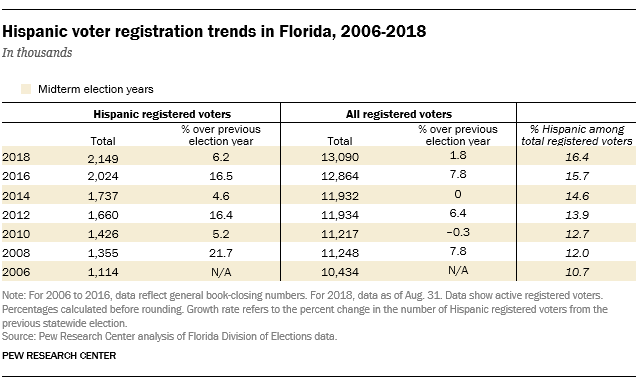 Hispanic voter registration trends in Florida, 2006-2018
In thousands
Midterm election years
Hispanic registered voters All registered voters
Total % over previous election year Total % over previous election year % Hispanic among total registered voters
2018 2,149 6.2 13,090 1.8 16.4
2016 2,024 16.5 12,864 7.8 15.7
2014 1,737 4.6 11,932 0 14.6
2012 1,660 16.4 11,934 6.4 13.9
2010 1,426 5.2 11,217 –0.3 12.7
2008 1,355 21.7 11,248 7.8 12.0
2006 1,114 N/A 10,434 N/A 10.7
Note: For 2006 to 2016, data reflect general book-closing numbers. For 2018, data as of Aug. 31. Data show active registered voters.
Percentages calculated before rounding. Growth rate refers to the percent change in the number of Hispanic registered voters from the
previous statewide election.
Source: Pew Research Center analysis of Florida Division of Elections data.
PEW RESEARCH CENTER